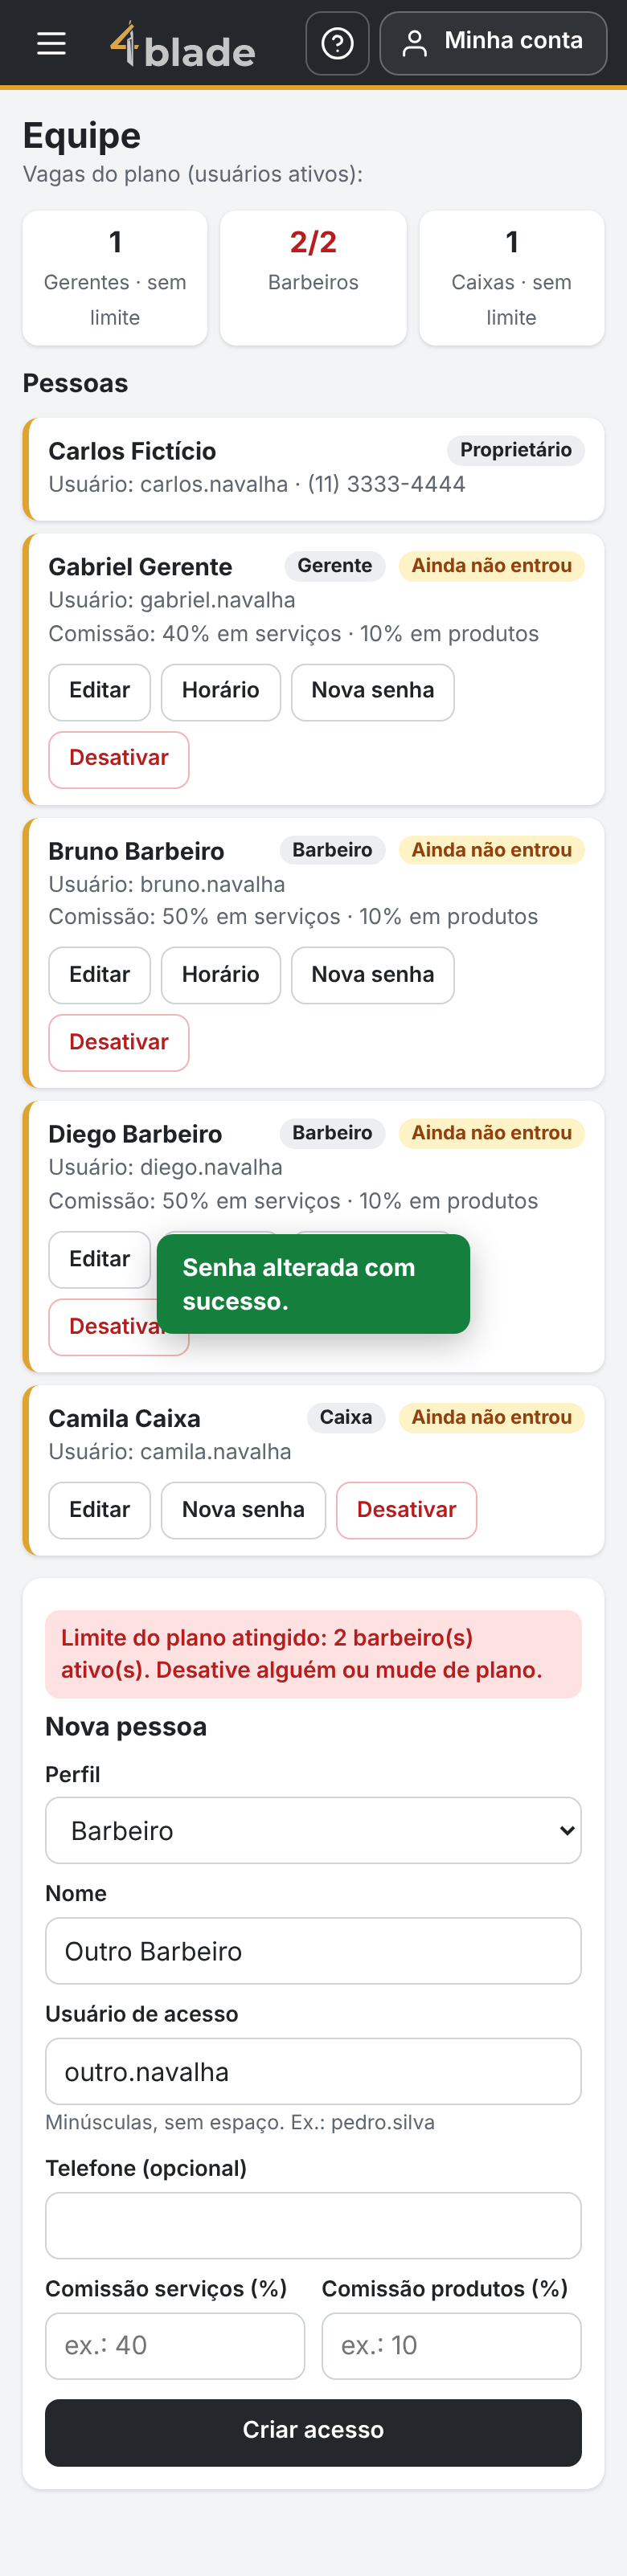 4blade
Minha conta
Equipe
Vagas do plano (usuários ativos):
1
Gerentes · sem
limite
2/2
Barbeiros
1
Caixas · sem
limite
Pessoas
Carlos Fictício
Proprietário
Usuário: carlos.navalha · (11) 3333-4444
Gabriel Gerente
Gerente
Ainda não entrou
Usuário: gabriel.navalha
Comissão: 40% em serviços · 10% em produtos
Editar
Horário
Nova senha
Desativar
Bruno Barbeiro
Barbeiro
Ainda não entrou
Usuário: bruno.navalha
Comissão: 50% em serviços · 10% em produtos
Editar
Horário
Nova senha
Desativar
Diego Barbeiro
Barbeiro
Ainda não entrou
Usuário: diego.navalha
Comissão: 50% em serviços · 10% em produtos
Editar
Senha alterada com
sucesso.
Desativar
Camila Caixa
Caixa
Ainda não entrou
Usuário: camila.navalha
Editar
Nova senha
Desativar
Limite do plano atingido: 2 barbeiro(s)
ativo(s). Desative alguém ou mude de plano.
Nova pessoa
Perfil
Barbeiro
Nome
Outro Barbeiro
Usuário de acesso
outro.navalha
Minúsculas, sem espaço. Ex.: pedro.silva
Telefone (opcional)
Comissão serviços (%)
Comissão produtos (%)
ex.: 40
ex.: 10
Criar acesso